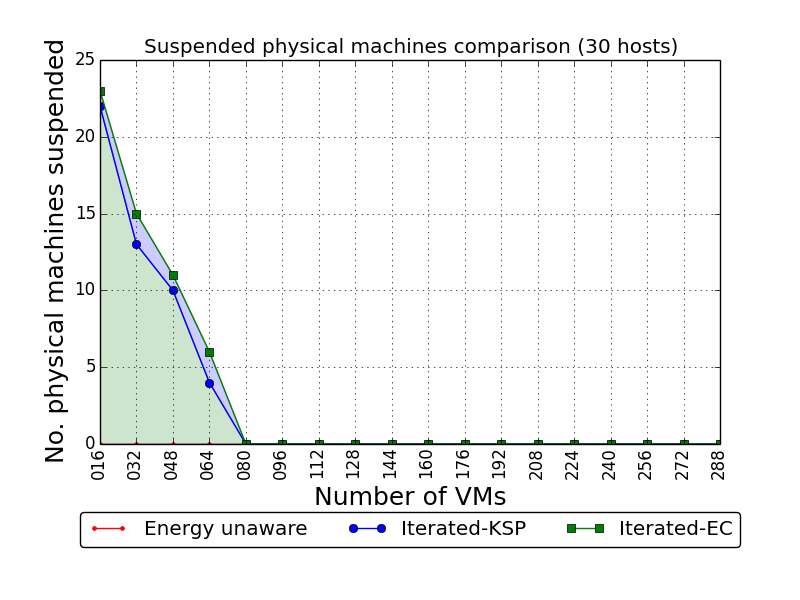 Suspended physical machines comparison (30 hosts)
No. physical machines suspended
25
20
15
10
5
0
016 032 048 064 080 096 112 128 144 160 176 192 208 224 240 256 272 288
Number of VMs
Energy unaware Iterated-KSP Iterated-EC